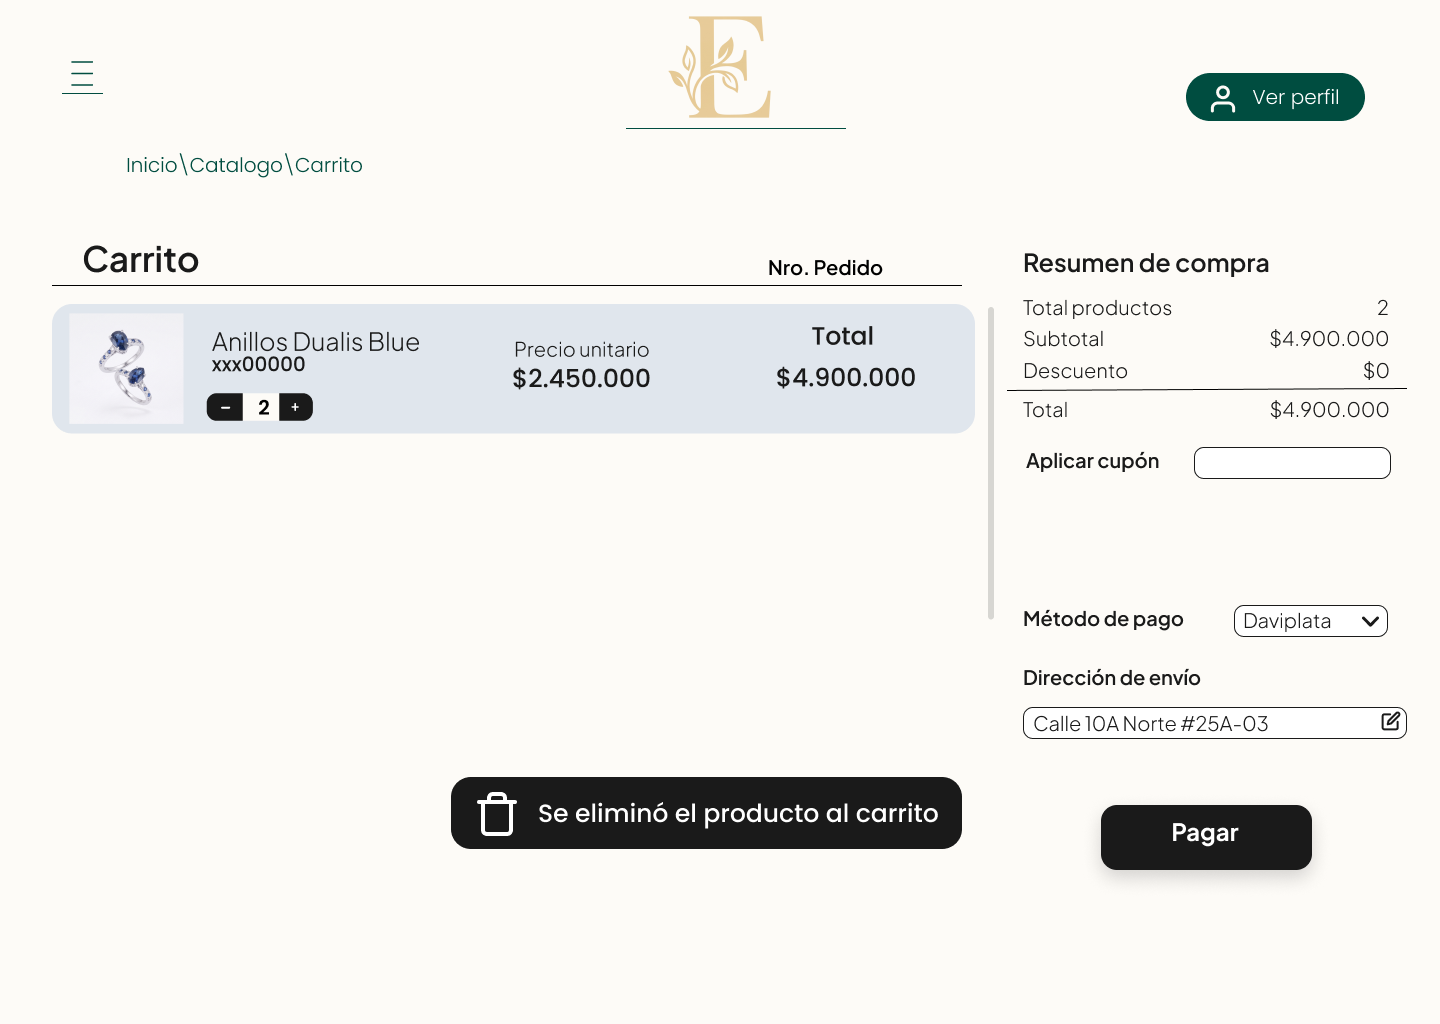 E
Ver perfil
Inicio\Catalogo\Carrito
Carrito
Nro. Pedido
Anillos Dualis Blue
xxx00000
- 2 +
Precio unitario
$2.450.000
Total
$4.900.000
Resumen de compra
Total productos 2
Subtotal $4.900.000
Descuento $0
Total $4.900.000
Aplicar cupón
Método de pago Daviplata
Dirección de envío
Calle 10A Norte #25A-03
Se eliminó el producto al carrito
Pagar